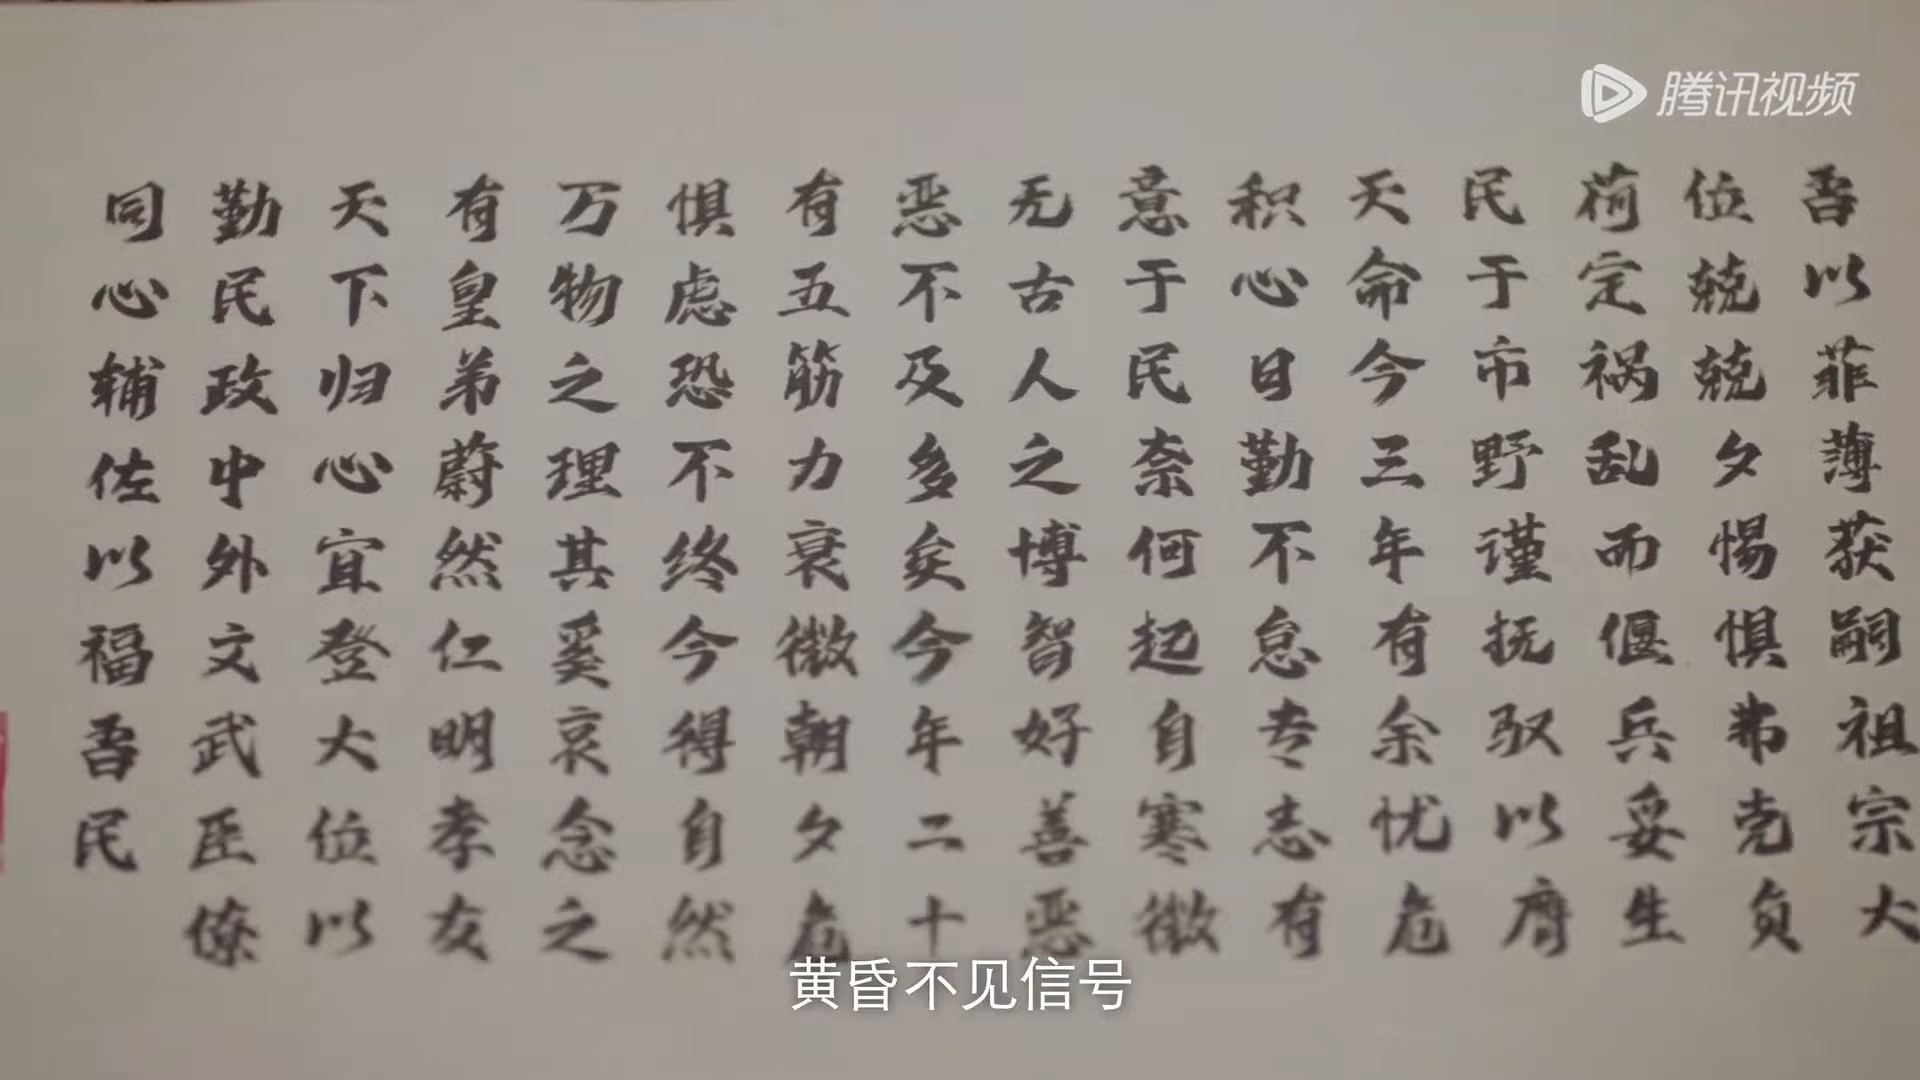 腾讯视频
吾以菲薄获嗣祖宗大
位兢兢夕惕惧弗克负
荷定祸乱而偃兵妥生
民于市野谨抚驭以膺
天命今三年有余忧危
积心日勤不怠专志有
意于民奈何起自寒微
无古人之博智好善恶
恶不及多矣今年二十
有五筋力衰微朝夕危
惧虑恐不终今得自然
万物之理其奚哀念之
有皇弟蔚然仁明孝友
天下归心宜登大位以
勤民政中外文武臣僚
同心辅佐以福吾民
黄昏不见信号